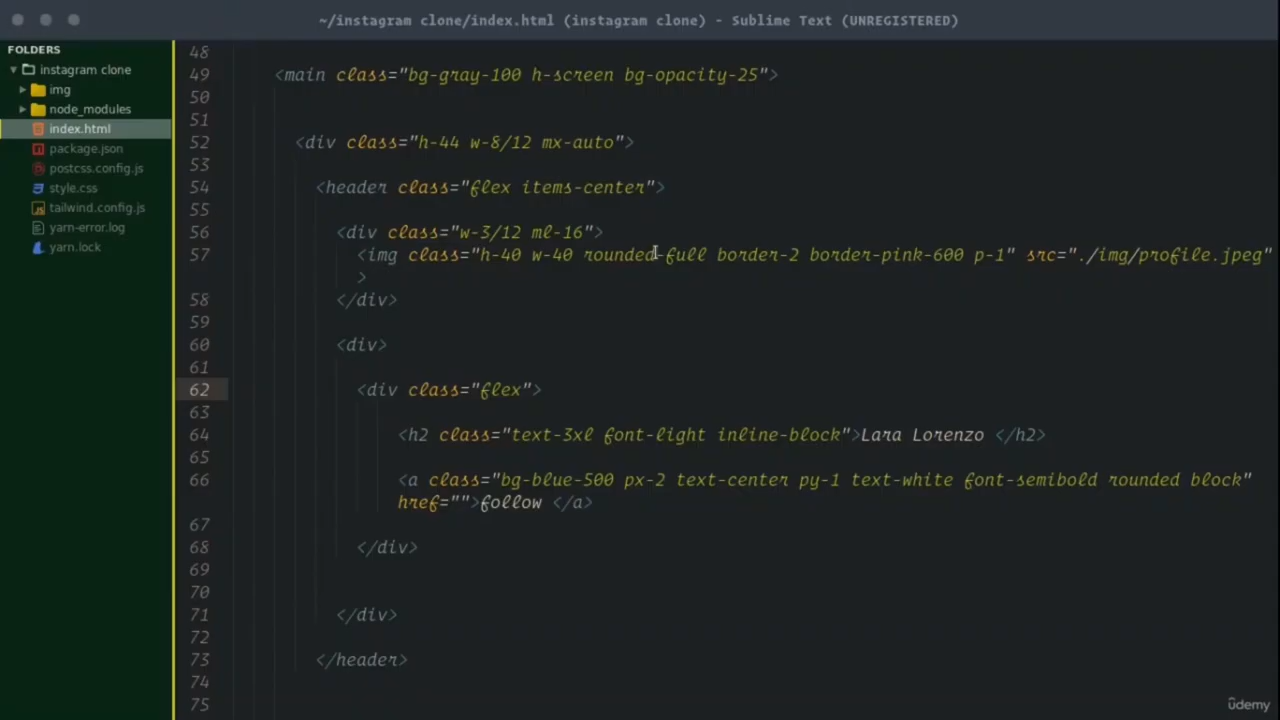 ~/instagram clone/index.html (instagram clone) - Sublime Text (UNREGISTERED)
FOLDERS
instagram clone
img
node_modules
index.html
package.json
postcss.config.js
style.css
tailwind.config.js
yarn-error.log
yarn.lock
48
49 <main class="bg-gray-100 h-screen bg-opacity-25">
50
51
52 <div class="h-44 w-8/12 mx-auto">
53
54 <header class="flex items-center">
55
56 <div class="w-3/12 ml-16">
57 <img class="h-40 w-40 rounded-full border-2 border-pink-600 p-1" src="./img/profile.jpeg"
>
58 </div>
59
60 <div>
61
62 <div class="flex">
63
64 <h2 class="text-3xl font-light inline-block">Lara Lorenzo </h2>
65
66 <a class="bg-blue-500 px-2 text-center py-1 text-white font-semibold rounded block"
href="">follow </a>
67
68 </div>
69
70
71 </div>
72
73 </header>
74
75
ûdemy